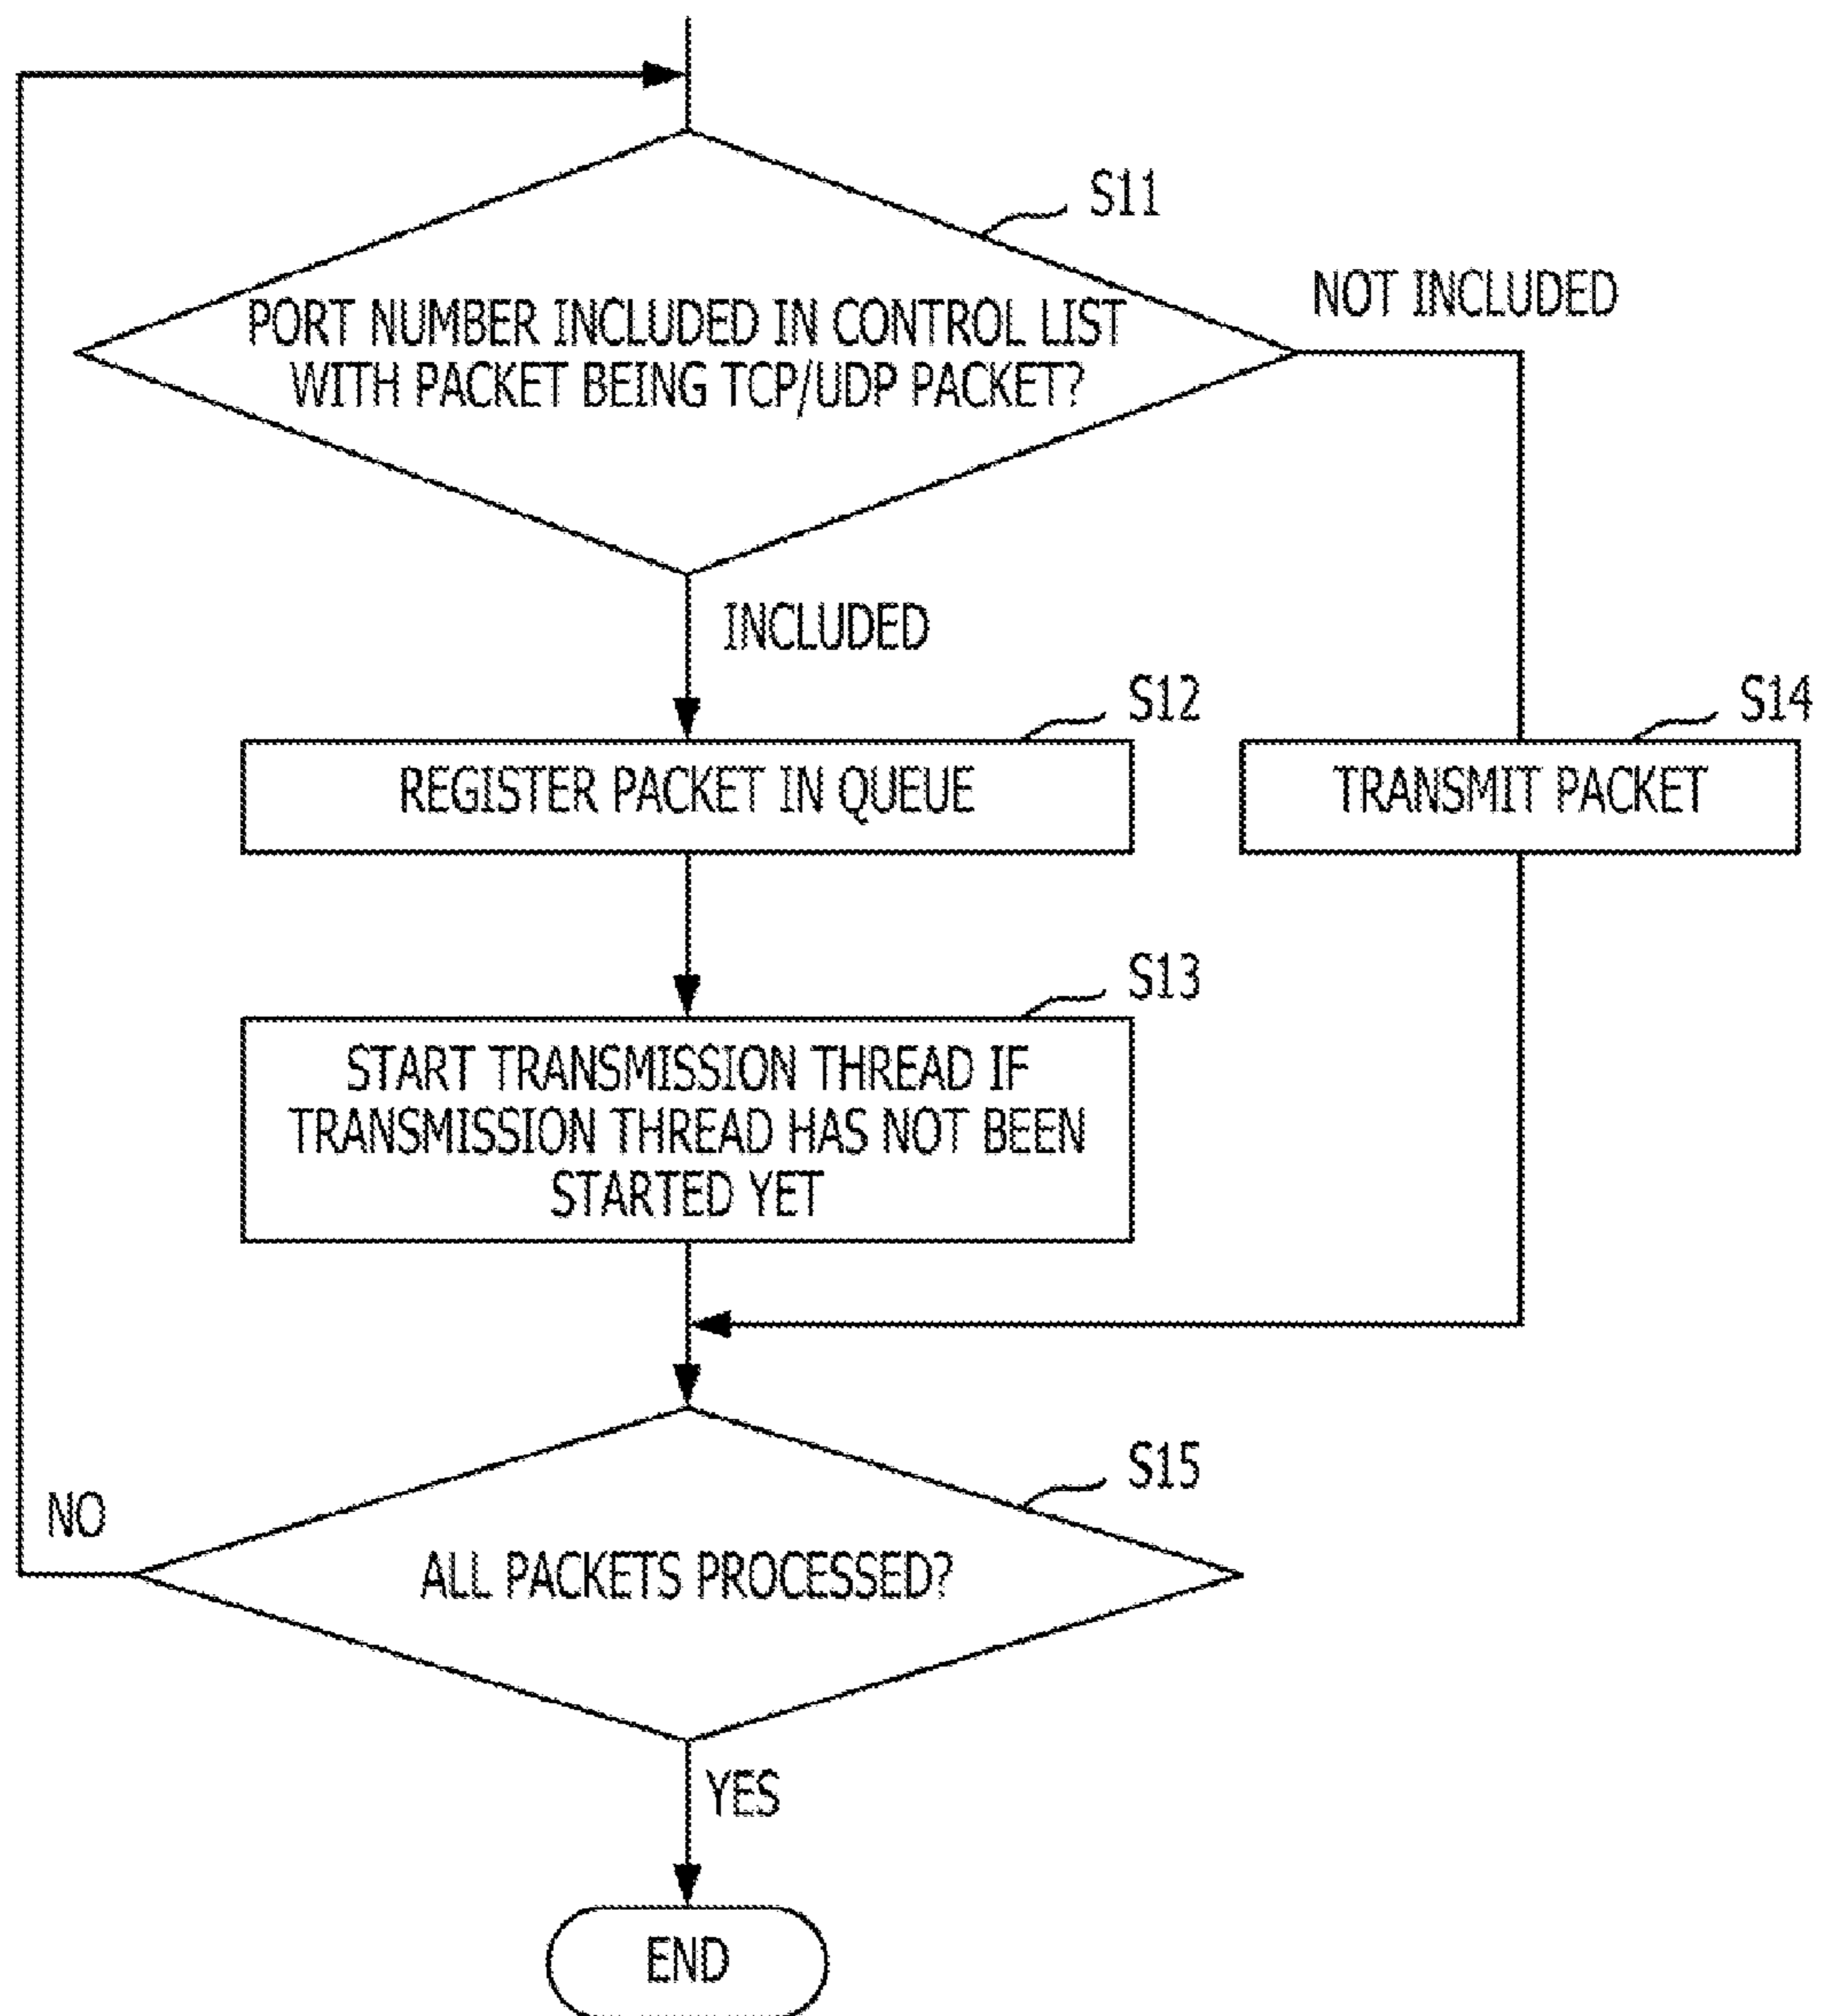 S11
PORT NUMBER INCLUDED IN CONTROL LIST
WITH PACKET BEING TCP/UDP PACKET?
NOT INCLUDED
INCLUDED
S12
REGISTER PACKET IN QUEUE
S14
TRANSMIT PACKET
S13
START TRANSMISSION THREAD IF
TRANSMISSION THREAD HAS NOT BEEN
STARTED YET
S15
NO
ALL PACKETS PROCESSED?
YES
END